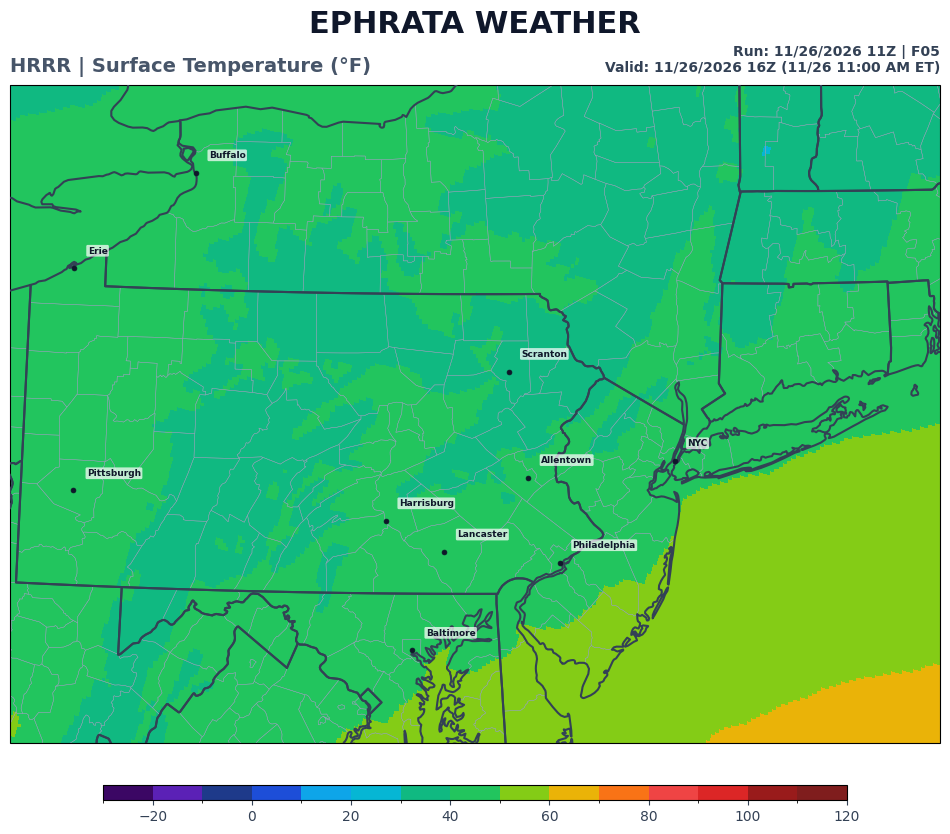 EPHRATA WEATHER
HRRR | Surface Temperature (°F)
Run: 11/26/2026 11Z | F05
Valid: 11/26/2026 16Z (11/26 11:00 AM ET)
Buffalo
Erie
Scranton
NYC
Allentown
Pittsburgh
Harrisburg
Lancaster
Philadelphia
Baltimore
−20 0 20 40 60 80 100 120